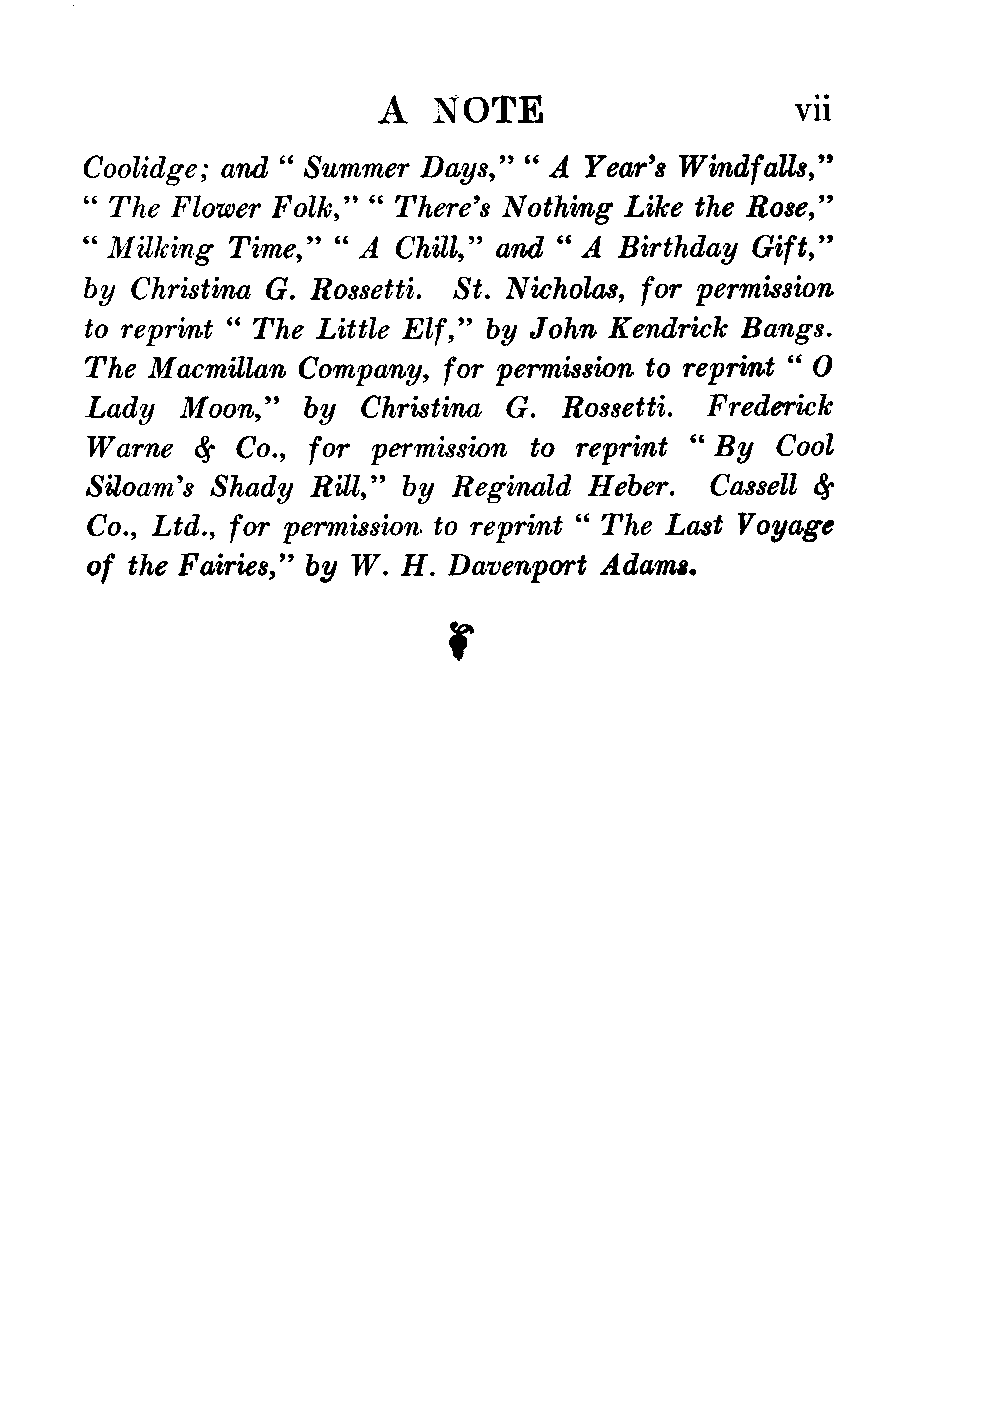 A NOTE vii
Coolidge; and “ Summer Days,” “ A Year’s Windfalls,”
“ The Flower Folk,” “ There’s Nothing Like the Rose,”
“ Milking Time,” “ A Chill,” and “ A Birthday Gift,”
by Christina G. Rossetti. St. Nicholas, for permission
to reprint “ The Little Elf,” by John Kendrick Bangs.
The Macmillan Company, for permission to reprint “ O
Lady Moon,” by Christina G. Rossetti. Frederick
Warne & Co., for permission to reprint “ By Cool
Siloam’s Shady Rill,” by Reginald Heber. Cassell &
Co., Ltd., for permission to reprint “ The Last Voyage
of the Fairies,” by W. H. Davenport Adams.